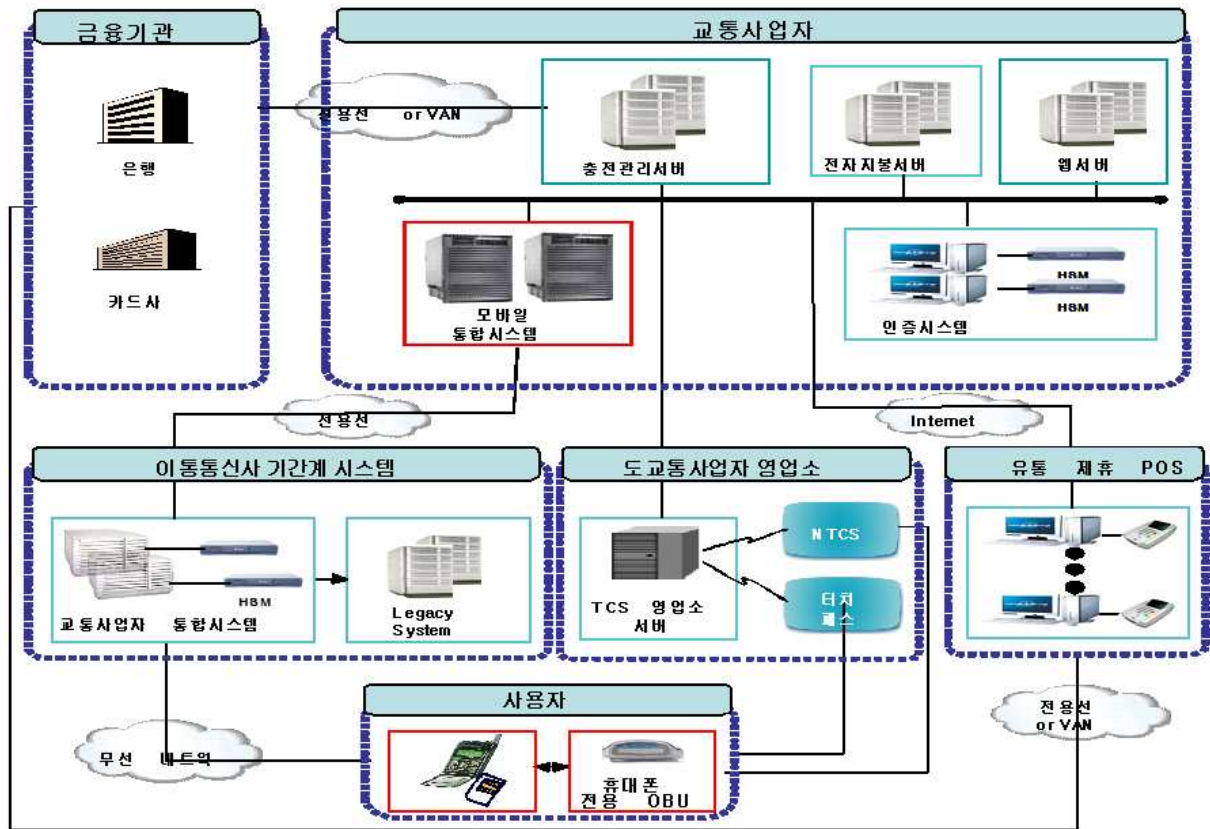 금융기관
교통사업자
은행
카드사
전용선 or VAN
충전관리서버
전자지불서버
웹서버
모바일
통합시스템
HSM
HSM
인증시스템
전용선
Internet
이통통신사 기간계 시스템
도교통사업자 영업소
유통 제휴 POS
HSM
교통사업자 통합시스템
Legacy
System
TCS 영업소
서버
NTCS
터치
패스
사용자
무선 네트웍
휴대폰
전용 OBU
전용선
or VAN